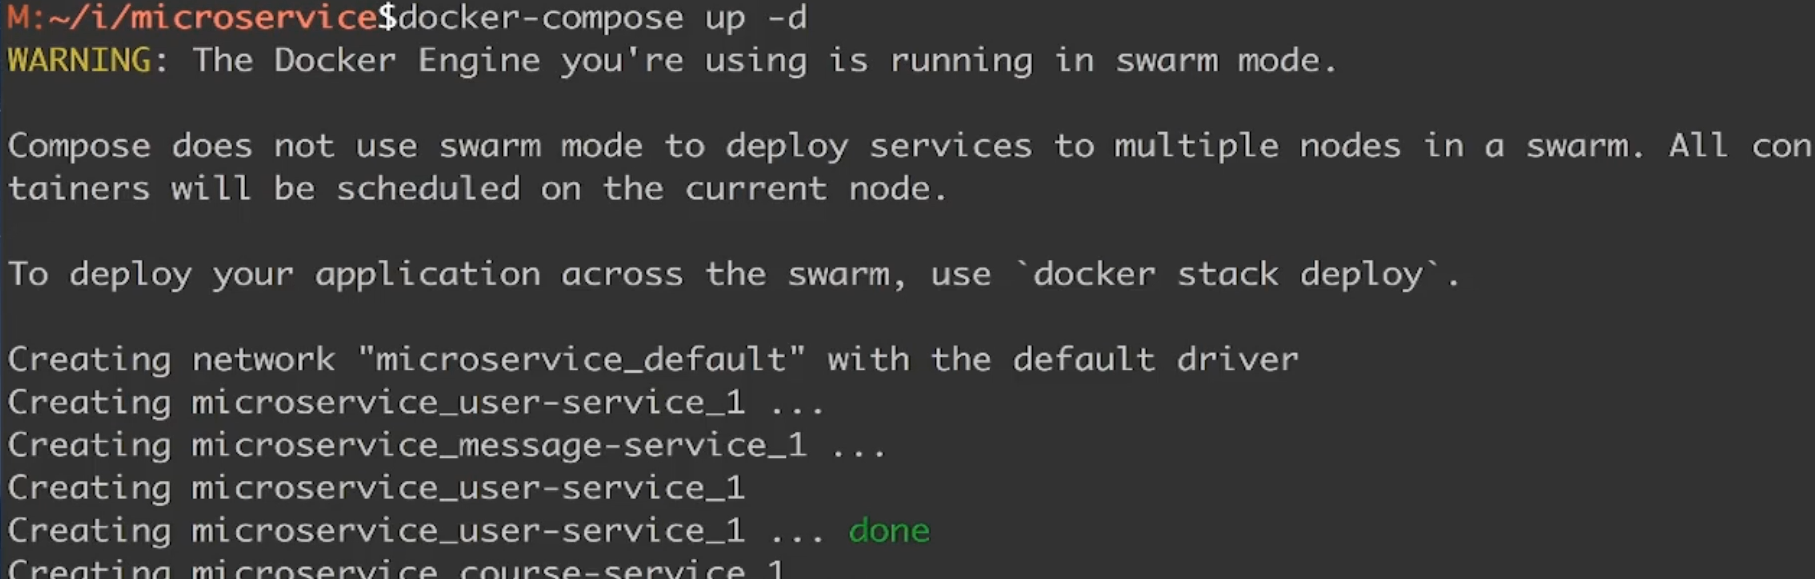 M:~/i/microservice$docker-compose up -d
WARNING: The Docker Engine you're using is running in swarm mode.
Compose does not use swarm mode to deploy services to multiple nodes in a swarm. All con
tainers will be scheduled on the current node.
To deploy your application across the swarm, use `docker stack deploy`.
Creating network "microservice_default" with the default driver
Creating microservice_user-service_1 ...
Creating microservice_message-service_1 ...
Creating microservice_user-service_1
Creating microservice_user-service_1 ... done
Creating microservice_course-service_1